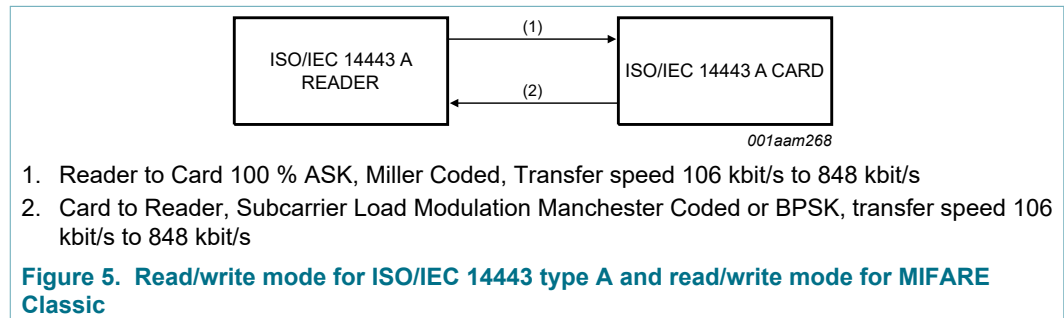 (1)
ISO/IEC 14443 A
READER
ISO/IEC 14443 A CARD
(2)
001aam268
1. Reader to Card 100 % ASK, Miller Coded, Transfer speed 106 kbit/s to 848 kbit/s
2. Card to Reader, Subcarrier Load Modulation Manchester Coded or BPSK, transfer speed 106
kbit/s to 848 kbit/s
Figure 5. Read/write mode for ISO/IEC 14443 type A and read/write mode for MIFARE
Classic